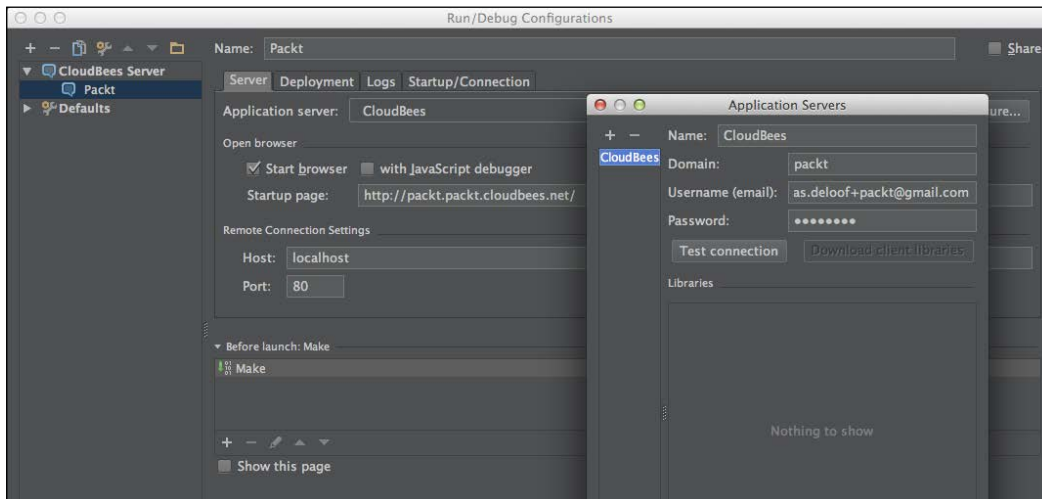 Run/Debug Configurations
CloudBees Server
Packt
Defaults
Name: Packt
Share
Server Deployment Logs Startup/Connection
Application server: CloudBees
ure...
Open browser
Start browser with JavaScript debugger
Startup page: http://packt.packt.cloudbees.net/
Remote Connection Settings
Host: localhost
Port: 80
Before launch: Make
Make
Show this page
Application Servers
CloudBees
Name: CloudBees
Domain: packt
Username (email): as.deloof+packt@gmail.com
Password: ••••••••
Test connection Download client libraries.
Libraries
Nothing to show